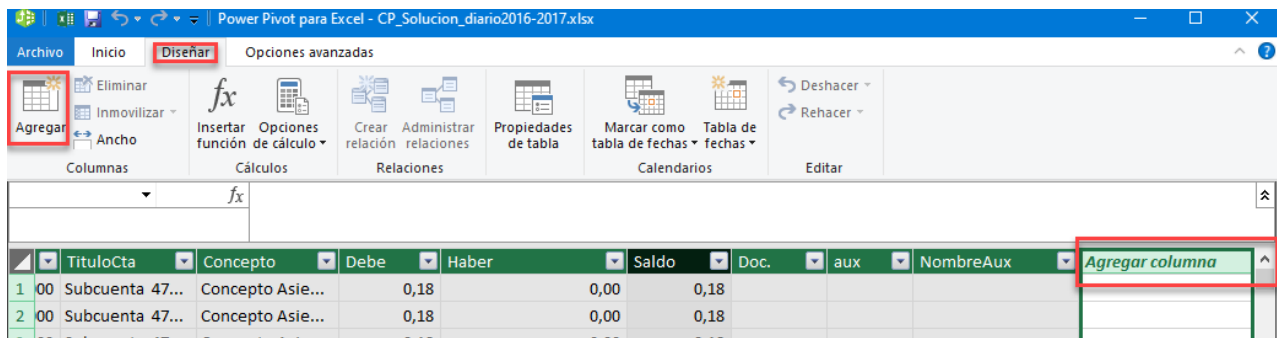 Power Pivot para Excel - CP_Solucion_diario2016-2017.xlsx
Archivo Inicio Diseñar Opciones avanzadas
Agregar
Eliminar
Inmovilizar
Ancho
Columnas
fx
Insertar función
Opciones de cálculo
Cálculos
Crear relación
Administrar relaciones
Relaciones
Propiedades de tabla
Marcar como tabla de fechas
Tabla de fechas
Calendarios
Deshacer
Rehacer
Editar
fx
TituloCta Concepto Debe Haber Saldo Doc. aux NombreAux Agregar columna
1 00 Subcuenta 47... Concepto Asie... 0,18 0,00 0,18
2 00 Subcuenta 47... Concepto Asie... 0,18 0,00 0,18